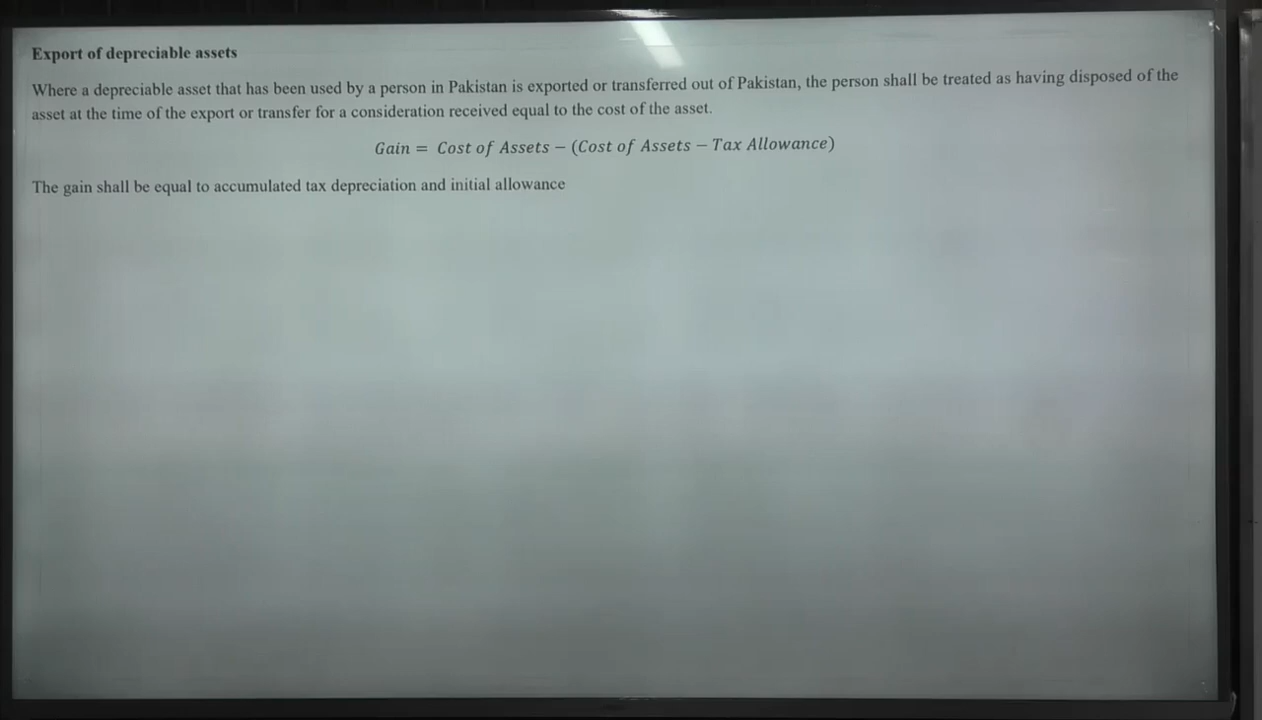 Export of depreciable assets
Where a depreciable asset that has been used by a person in Pakistan is exported or transferred out of Pakistan, the person shall be treated as having disposed of the
asset at the time of the export or transfer for a consideration received equal to the cost of the asset.
Gain = Cost of Assets − (Cost of Assets − Tax Allowance)
The gain shall be equal to accumulated tax depreciation and initial allowance